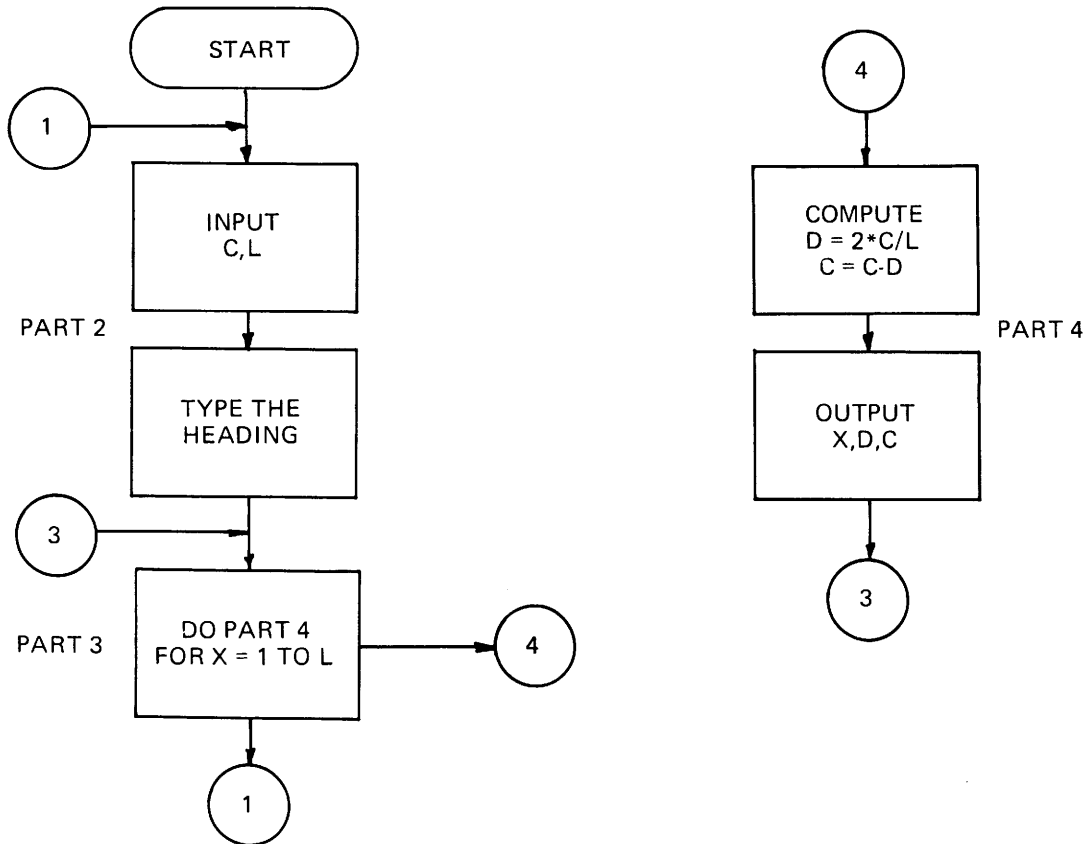 START
1
INPUT
C,L
PART 2
TYPE THE
HEADING
3
PART 3
DO PART 4
FOR X = 1 TO L
4
1
4
COMPUTE
D = 2*C/L
C = C-D
PART 4
OUTPUT
X,D,C
3